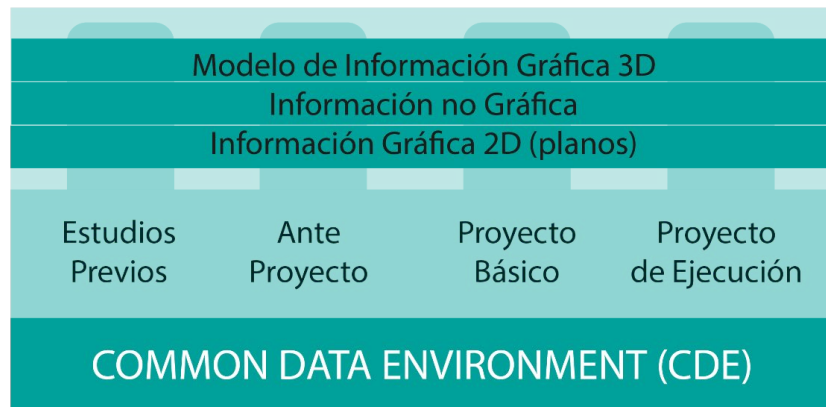 Modelo de Información Gráfica 3D
Información no Gráfica
Información Gráfica 2D (planos)
Estudios
Previos
Ante
Proyecto
Proyecto
Básico
Proyecto
de Ejecución
COMMON DATA ENVIRONMENT (CDE)